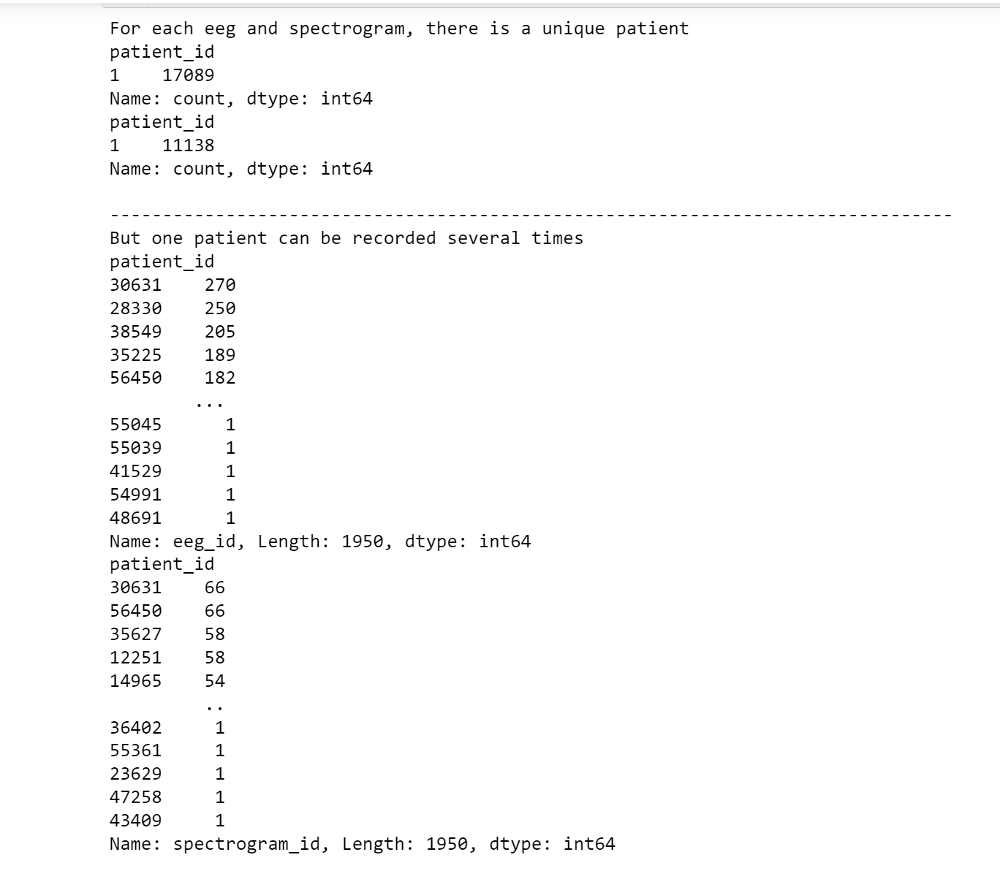 For each eeg and spectrogram, there is a unique patient
patient_id
1    17089
Name: count, dtype: int64
patient_id
1    11138
Name: count, dtype: int64
--------------------------------------------------------------------------------
But one patient can be recorded several times
patient_id
30631    270
28330    250
38549    205
35225    189
56450    182
        ...
55045      1
55039      1
41529      1
54991      1
48691      1
Name: eeg_id, Length: 1950, dtype: int64
patient_id
30631    66
56450    66
35627    58
12251    58
14965    54
         ..
36402     1
55361     1
23629     1
47258     1
43409     1
Name: spectrogram_id, Length: 1950, dtype: int64